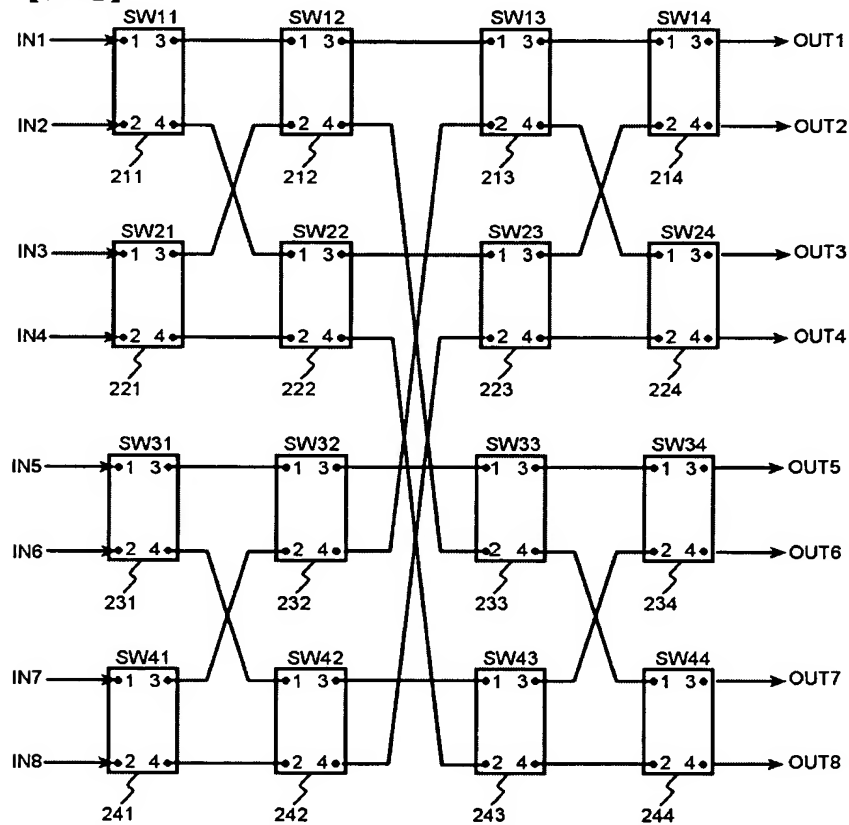 SW11 SW12 SW13 SW14
IN1 1 3 1 3 1 3 1 3 OUT1
IN2 2 4 2 4 2 4 2 4 OUT2
211 212 213 214
SW21 SW22 SW23 SW24
IN3 1 3 1 3 1 3 1 3 OUT3
IN4 2 4 2 4 2 4 2 4 OUT4
221 222 223 224
SW31 SW32 SW33 SW34
IN5 1 3 1 3 1 3 1 3 OUT5
IN6 2 4 2 4 2 4 2 4 OUT6
231 232 233 234
SW41 SW42 SW43 SW44
IN7 1 3 1 3 1 3 1 3 OUT7
IN8 2 4 2 4 2 4 2 4 OUT8
241 242 243 244